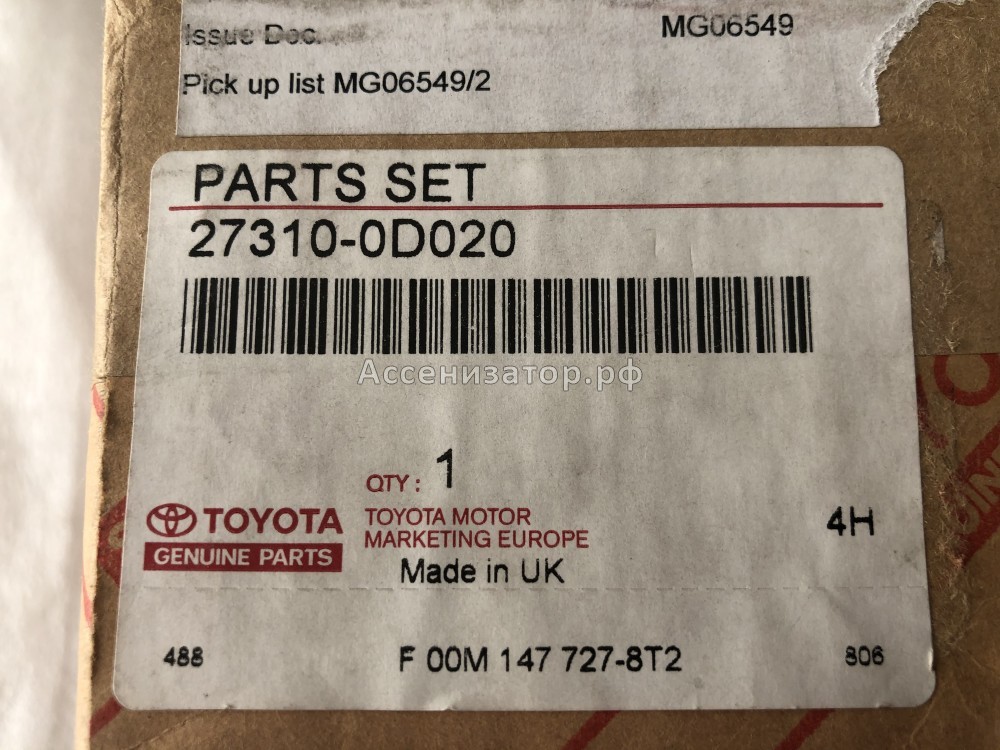 Issue Doc. MG06549
Pick up list MG06549/2
PARTS SET
27310-0D020
Ассенизатор.рф
QTY: 1
TOYOTA
GENUINE PARTS
TOYOTA MOTOR
MARKETING EUROPE
4H
Made in UK
488 F 00M 147 727-8T2 806